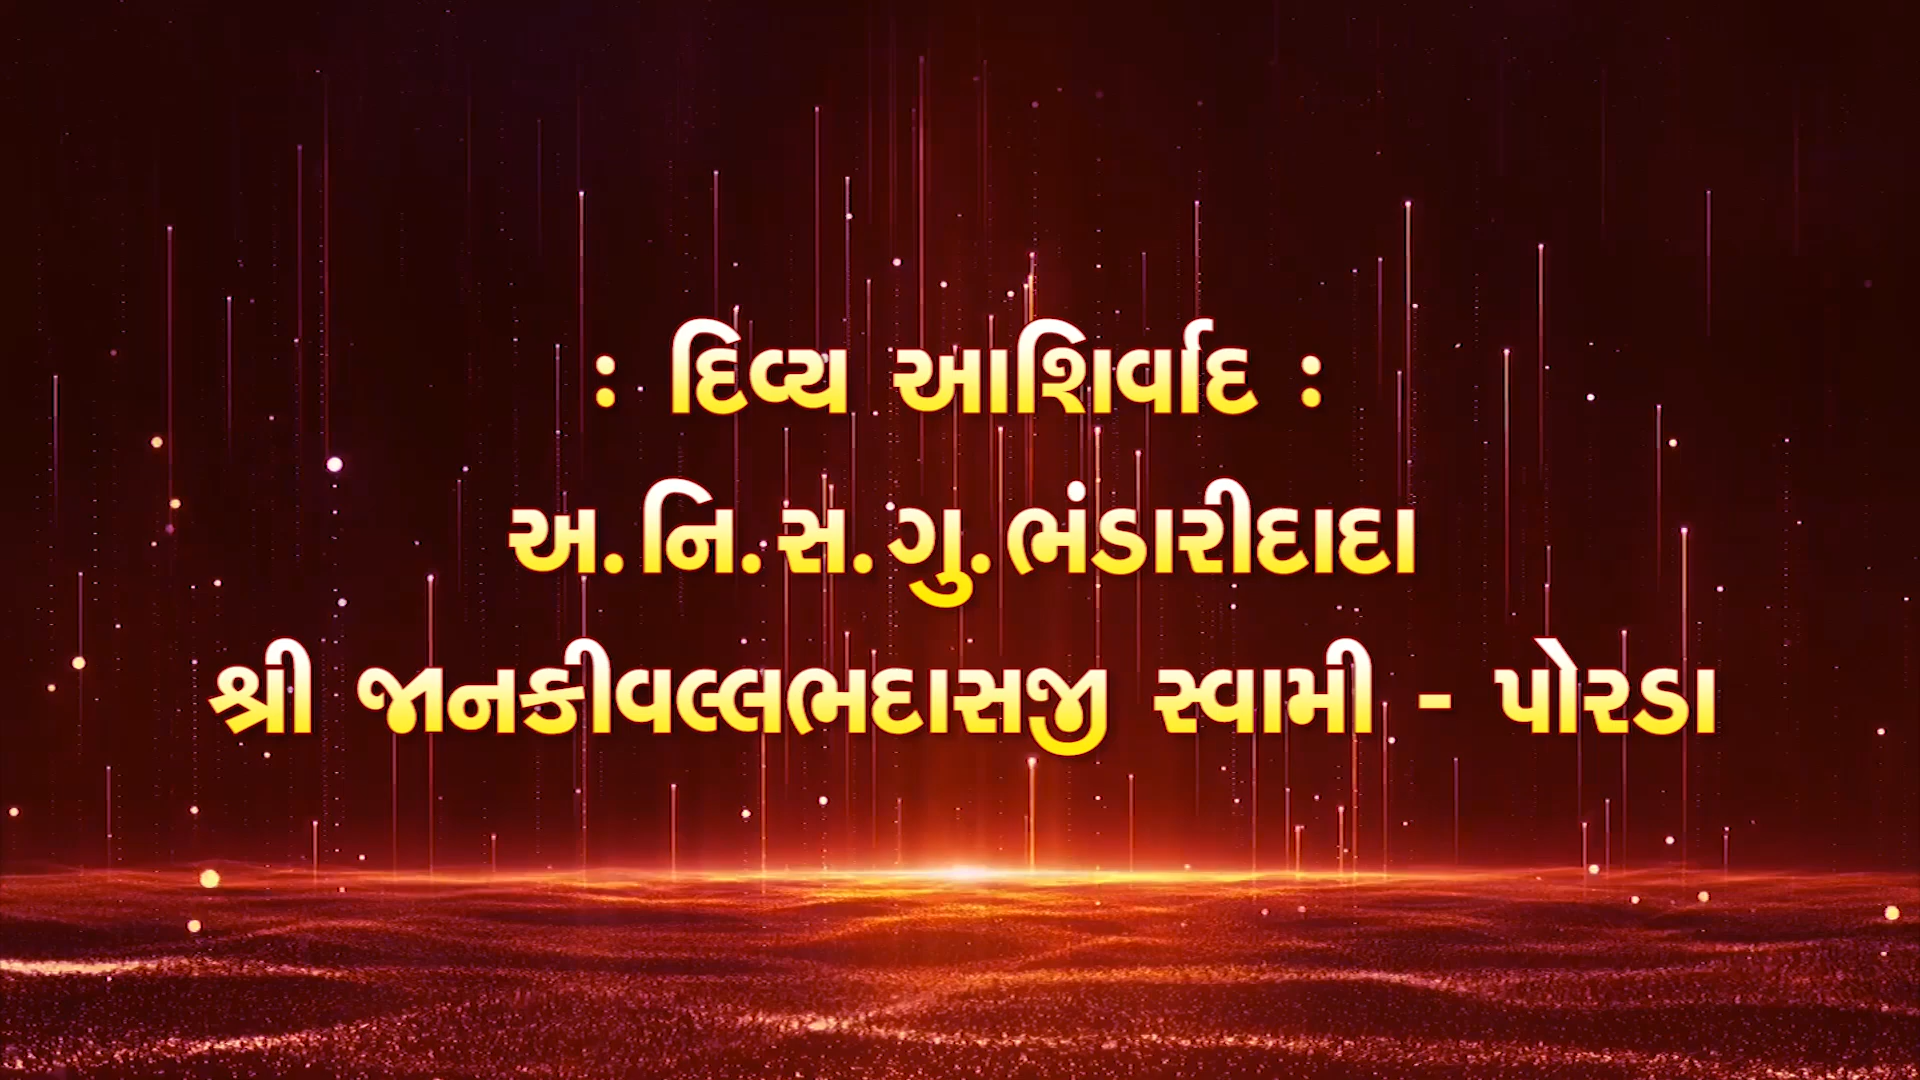 : દિવ્ય આશિર્વાદ :
અ.નિ.સ.ગુ.ભંડારીદાદા
શ્રી જાનકીવલ્લભદાસજી સ્વામી - પોરડા